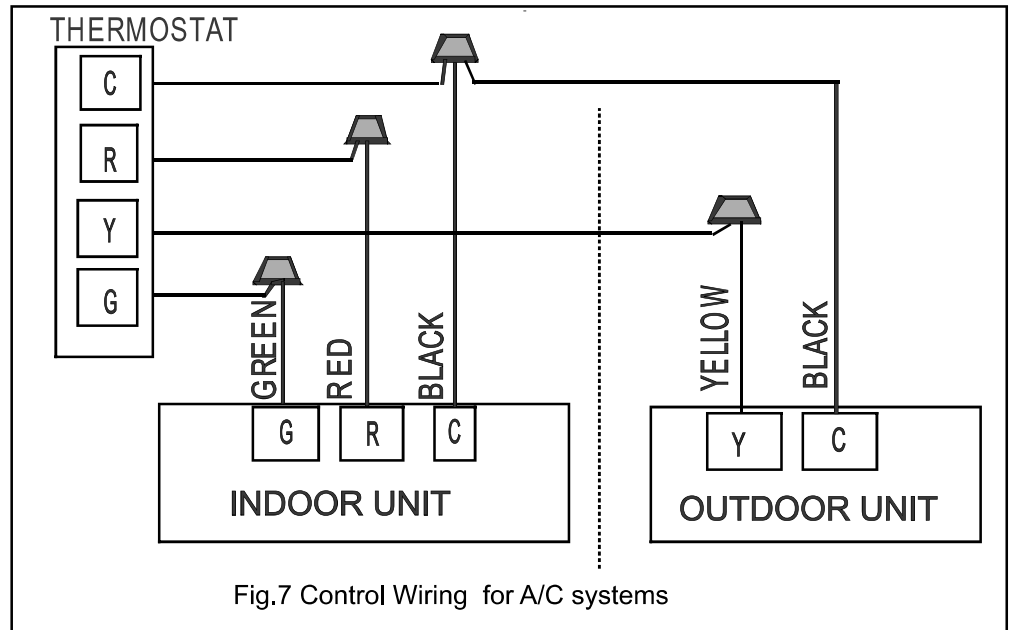 THERMOSTAT
C
R
Y
G
GREEN
RED
BLACK
YELLOW
BLACK
G
R
C
Y
C
INDOOR UNIT
OUTDOOR UNIT
Fig.7 Control Wiring for A/C systems